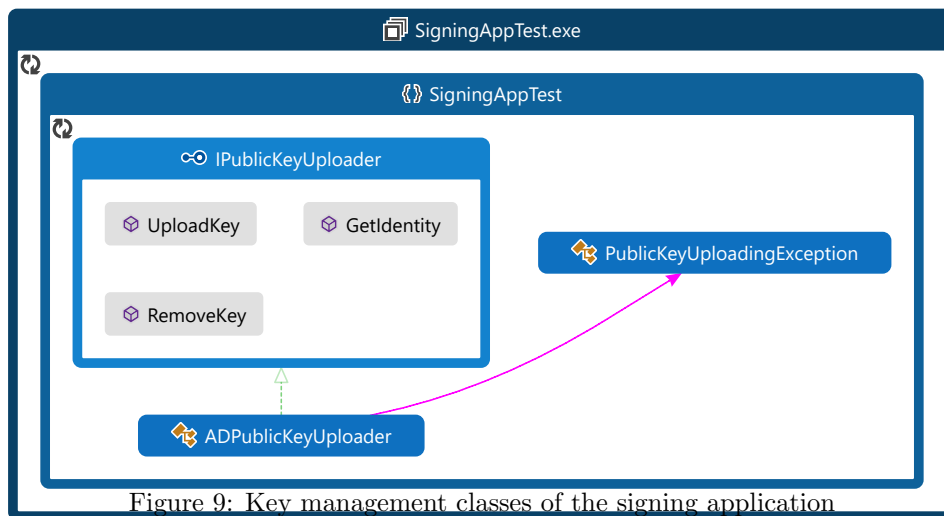 SigningAppTest.exe
SigningAppTest
IPublicKeyUploader
UploadKey
GetIdentity
PublicKeyUploadingException
RemoveKey
ADPublicKeyUploader
Figure 9: Key management classes of the signing application